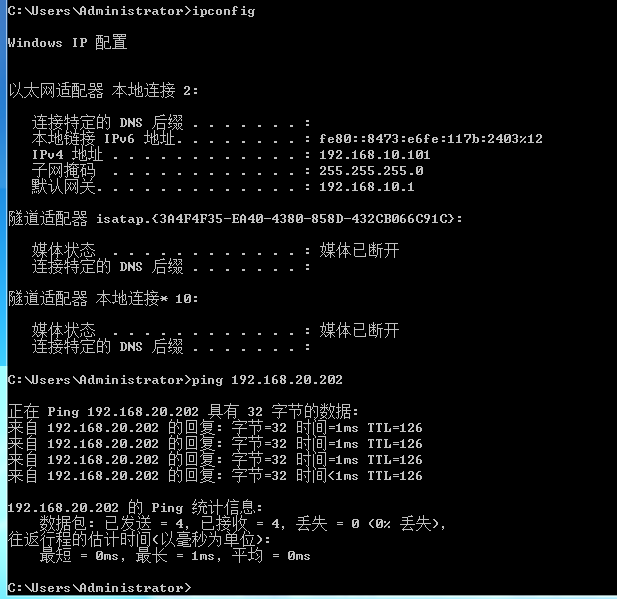 C:\Users\Administrator>ipconfig
Windows IP 配置
以太网适配器 本地连接 2:
连接特定的 DNS 后缀 . . . . . . . :
本地链接 IPv6 地址. . . . . . . . : fe80::8473:e6fe:117b:2403%12
IPv4 地址 . . . . . . . . . . . . : 192.168.10.101
子网掩码  . . . . . . . . . . . . : 255.255.255.0
默认网关. . . . . . . . . . . . . : 192.168.10.1
隧道适配器 isatap.{3A4F4F35-EA40-4380-858D-432CB066C91C}:
媒体状态  . . . . . . . . . . . . : 媒体已断开
连接特定的 DNS 后缀 . . . . . . . :
隧道适配器 本地连接* 10:
媒体状态  . . . . . . . . . . . . : 媒体已断开
连接特定的 DNS 后缀 . . . . . . . :
C:\Users\Administrator>ping 192.168.20.202
正在 Ping 192.168.20.202 具有 32 字节的数据:
来自 192.168.20.202 的回复: 字节=32 时间=1ms TTL=126
来自 192.168.20.202 的回复: 字节=32 时间=1ms TTL=126
来自 192.168.20.202 的回复: 字节=32 时间=1ms TTL=126
来自 192.168.20.202 的回复: 字节=32 时间<1ms TTL=126
192.168.20.202 的 Ping 统计信息:
数据包: 已发送 = 4, 已接收 = 4, 丢失 = 0 (0% 丢失),
往返行程的估计时间(以毫秒为单位):
最短 = 0ms, 最长 = 1ms, 平均 = 0ms
C:\Users\Administrator>